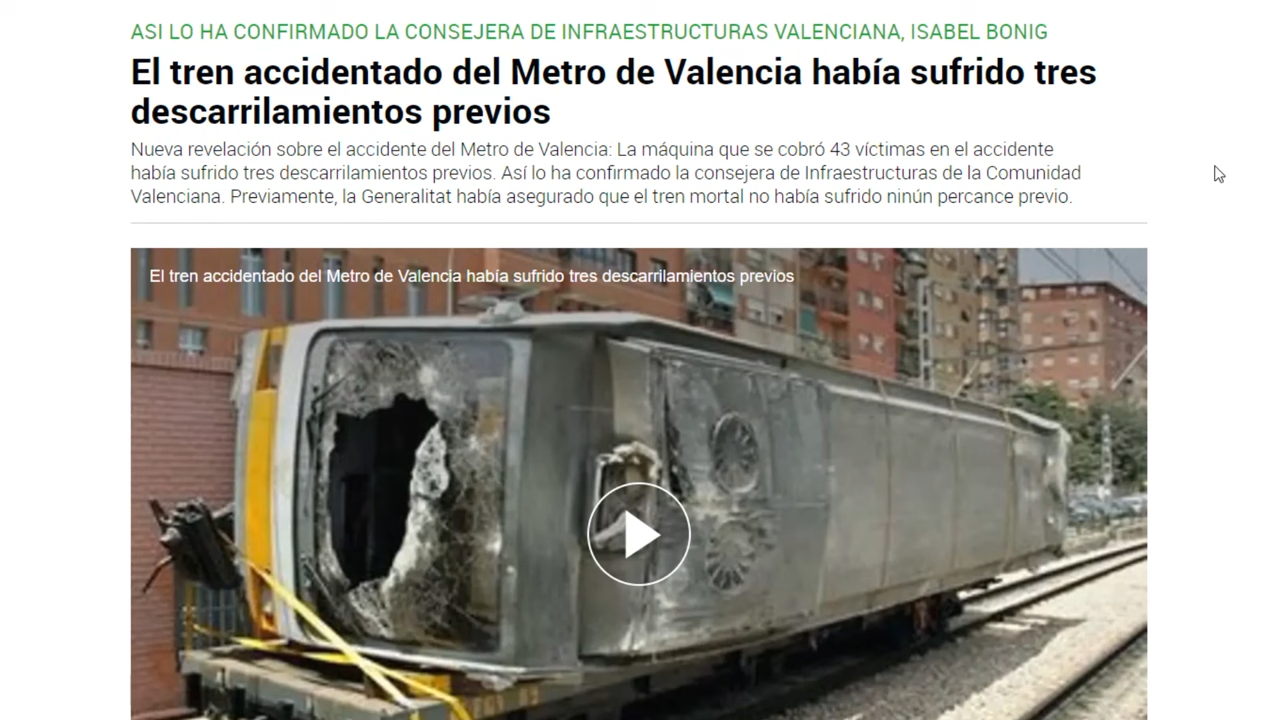 ASI LO HA CONFIRMADO LA CONSEJERA DE INFRAESTRUCTURAS VALENCIANA, ISABEL BONIG
El tren accidentado del Metro de Valencia había sufrido tres
descarrilamientos previos
Nueva revelación sobre el accidente del Metro de Valencia: La máquina que se cobró 43 víctimas en el accidente
había sufrido tres descarrilamientos previos. Así lo ha confirmado la consejera de Infraestructuras de la Comunidad
Valenciana. Previamente, la Generalitat había asegurado que el tren mortal no había sufrido ninún percance previo.
El tren accidentado del Metro de Valencia había sufrido tres descarrilamientos previos